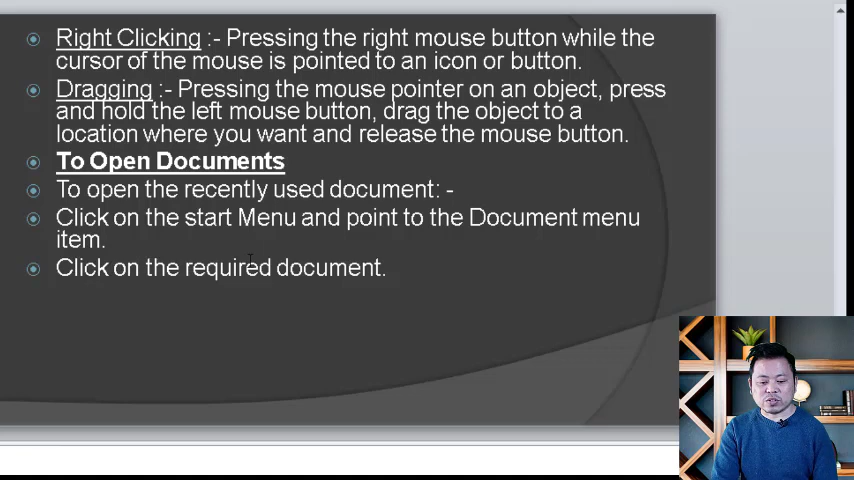 Right Clicking :- Pressing the right mouse button while the
cursor of the mouse is pointed to an icon or button.
Dragging :- Pressing the mouse pointer on an object, press
and hold the left mouse button, drag the object to a
location where you want and release the mouse button.
To Open Documents
To open the recently used document: -
Click on the start Menu and point to the Document menu
item.
Click on the required document.